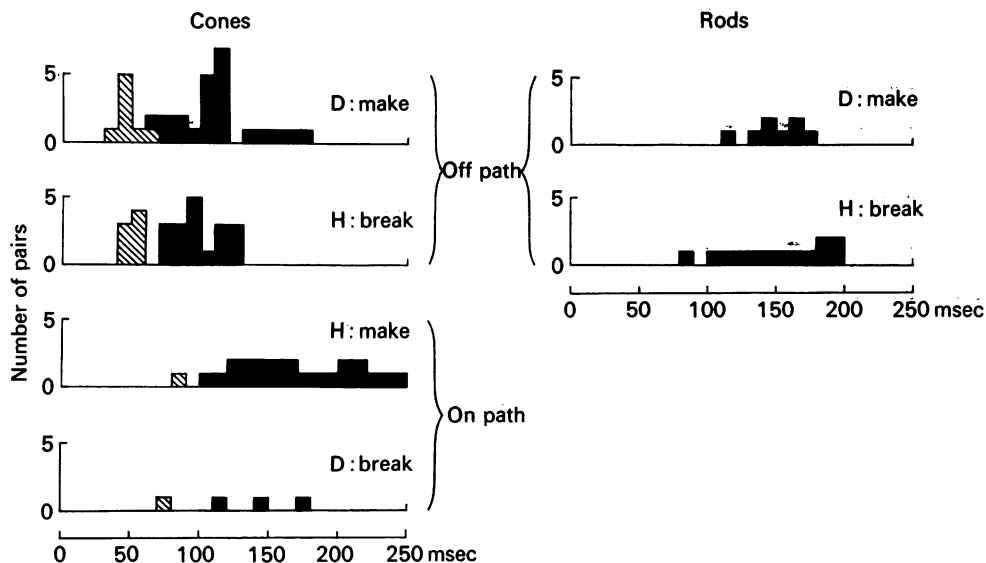 Cones
Rods
5
0
D : make
5
0
D : make
Off path
5
0
H : break
5
0
H : break
0 50 100 150 200 250 msec
Number of pairs
5
0
H : make
On path
5
0
D : break
0 50 100 150 200 250 msec